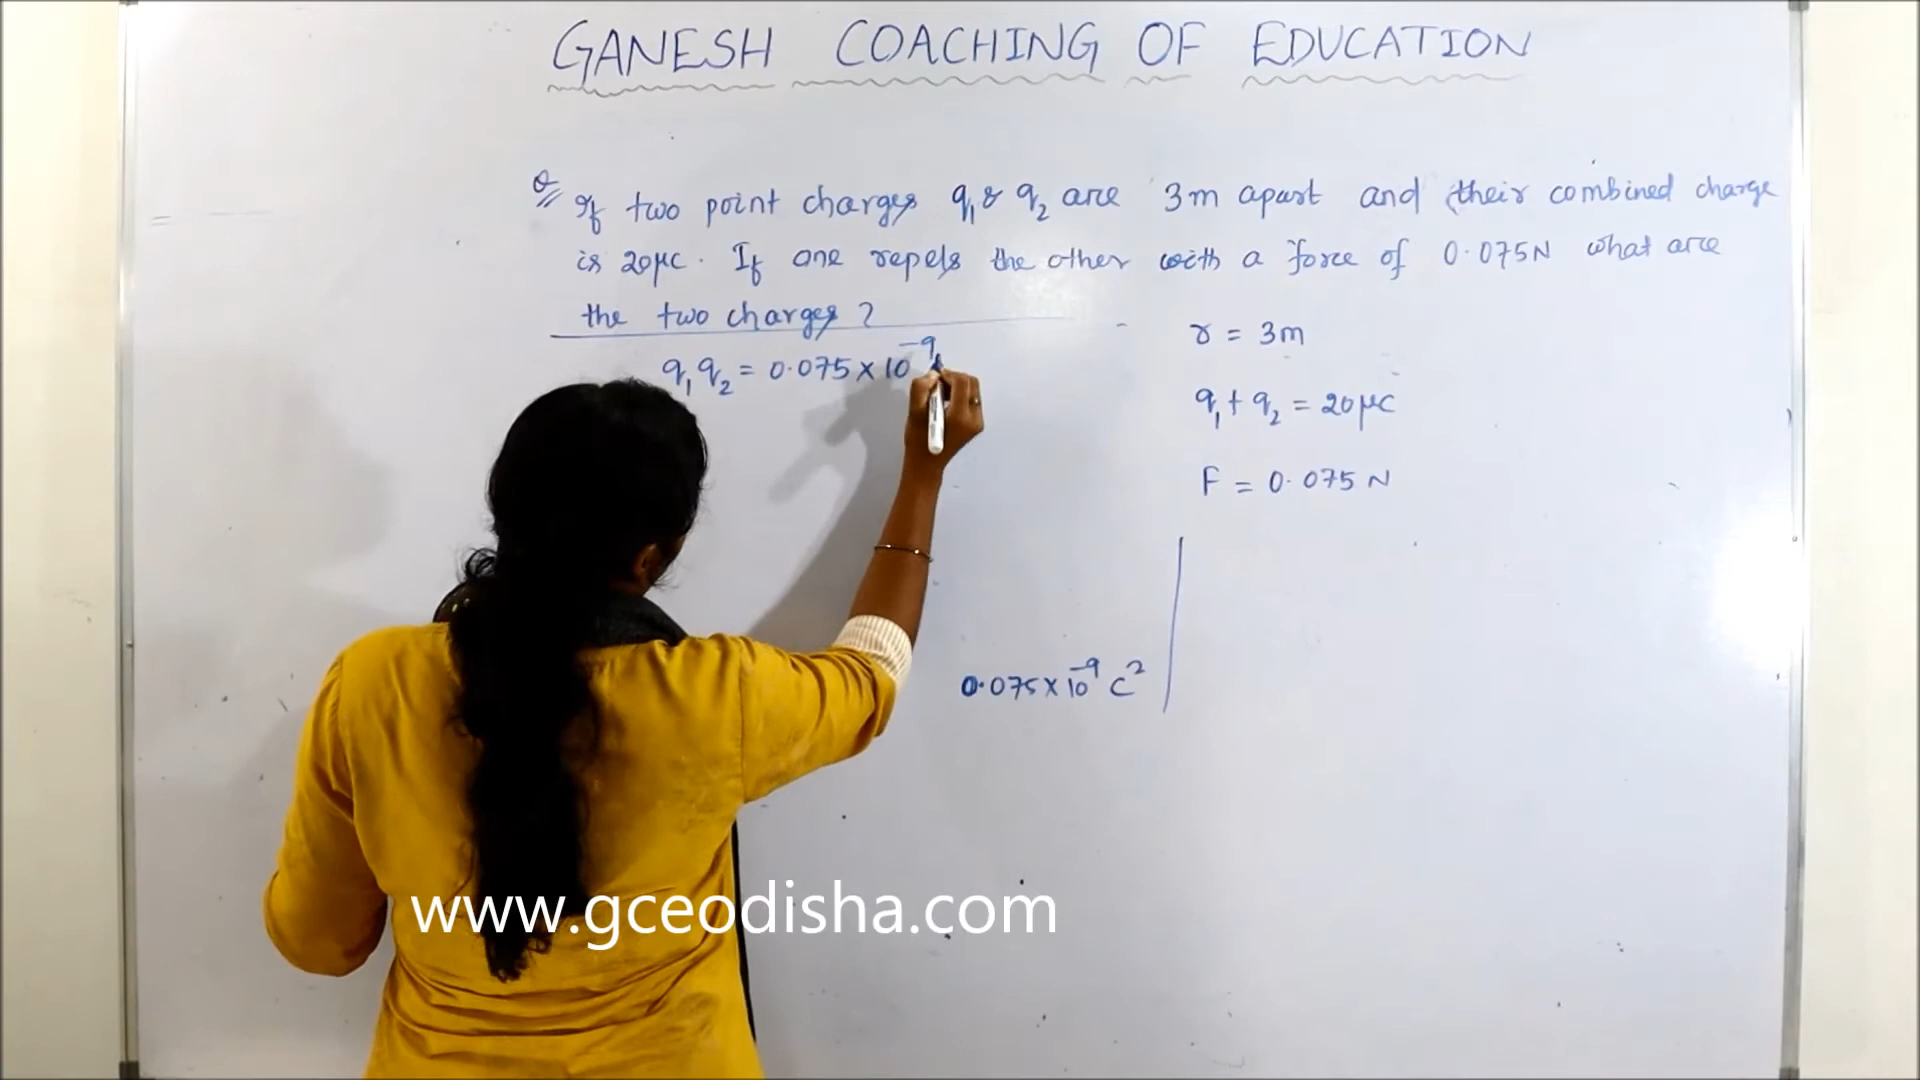 GANESH COACHING OF EDUCATION
Q If two point charges q₁ & q₂ are 3m apart and their combined charge
is 20μc. If one repels the other with a force of 0.075N what are
the two charges?
r = 3m
q₁q₂ = 0.075 × 10⁻⁹
q₁ + q₂ = 20μc
F = 0.075 N
0.075 × 10⁻⁹ C²
www.gceodisha.com